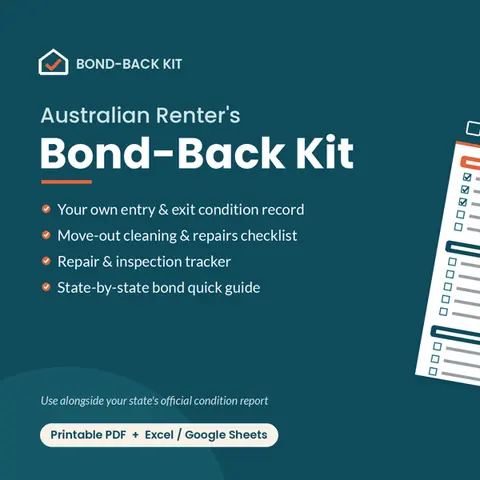 BOND-BACK KIT
Australian Renter's
Bond-Back Kit
Your own entry & exit condition record
Move-out cleaning & repairs checklist
Repair & inspection tracker
State-by-state bond quick guide
Use alongside your state's official condition report
Printable PDF + Excel / Google Sheets